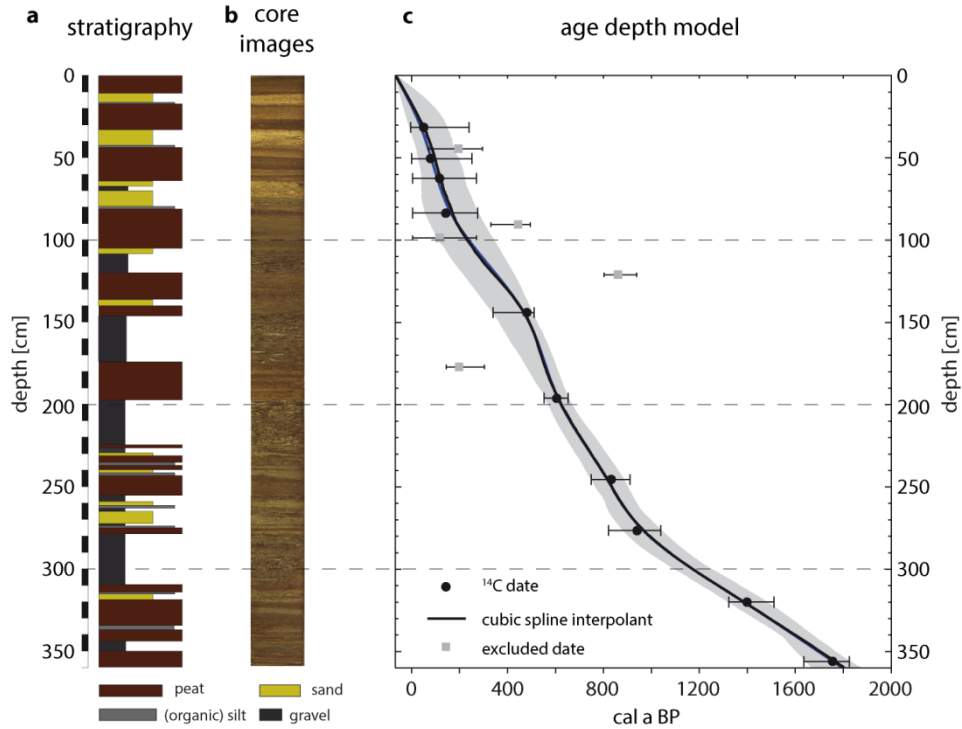 a
stratigraphy
b
core
images
c
age depth model
0
50
100
150
200
250
300
350
depth [cm]
0
50
100
150
200
250
300
350
depth [cm]
¹⁴C date
cubic spline interpolant
excluded date
0
400
800
1200
1600
2000
cal a BP
peat
sand
(organic) silt
gravel